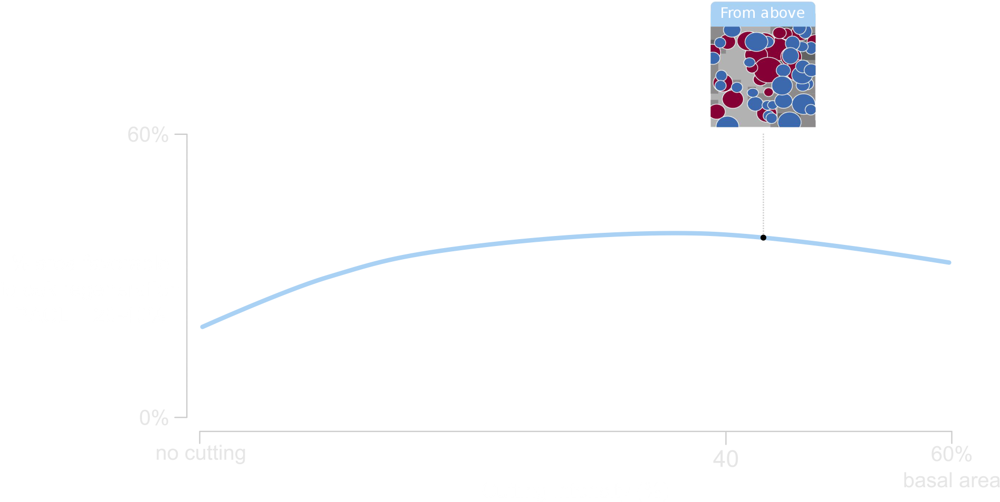 From above
60%
0%
no cutting
40
60%
basal area